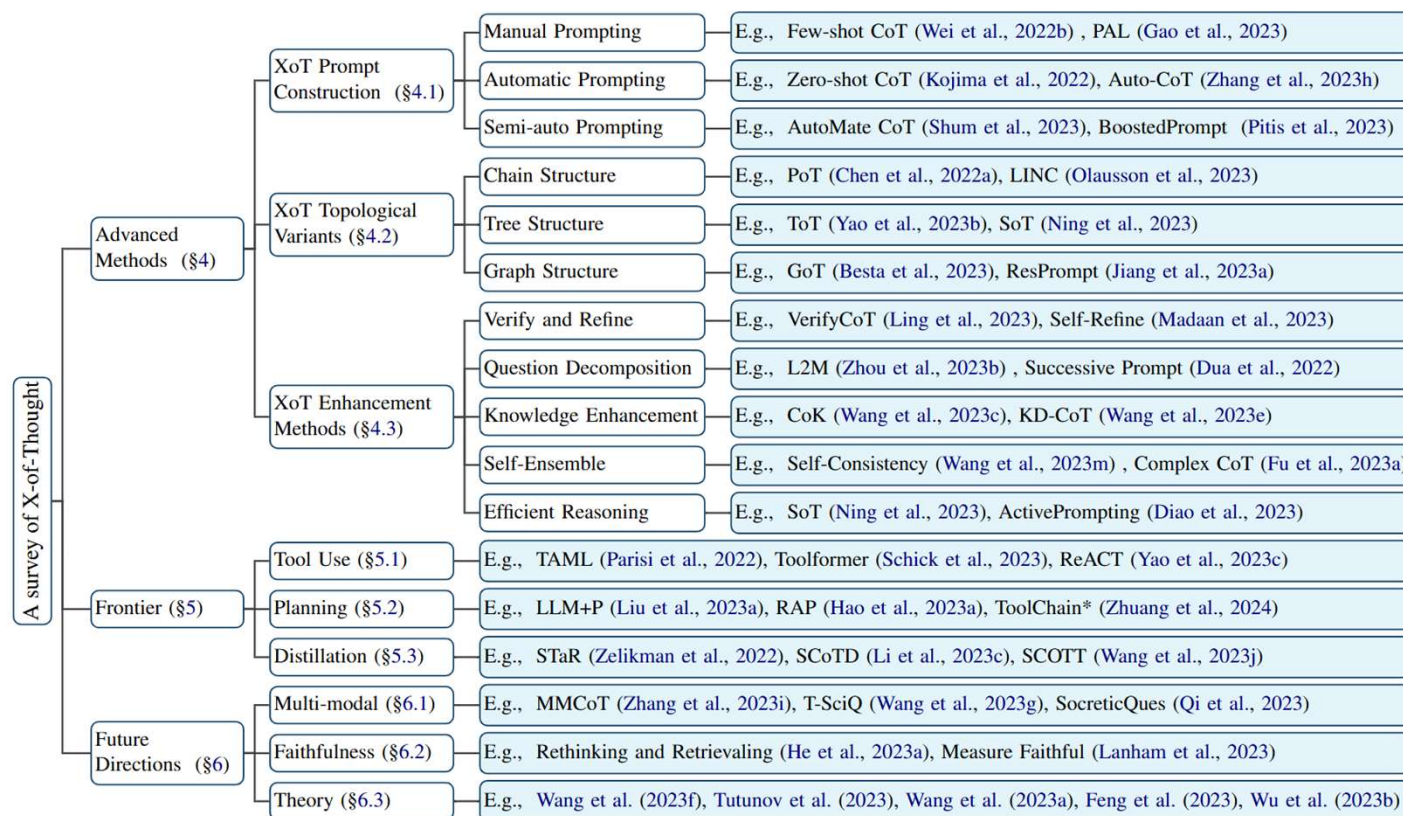 A survey of X-of-Thought
Advanced
Methods (§4)
XoT Prompt
Construction (§4.1)
Manual Prompting
E.g., Few-shot CoT (Wei et al., 2022b) , PAL (Gao et al., 2023)
Automatic Prompting
E.g., Zero-shot CoT (Kojima et al., 2022), Auto-CoT (Zhang et al., 2023h)
Semi-auto Prompting
E.g., AutoMate CoT (Shum et al., 2023), BoostedPrompt (Pitis et al., 2023)
XoT Topological
Variants (§4.2)
Chain Structure
E.g., PoT (Chen et al., 2022a), LINC (Olausson et al., 2023)
Tree Structure
E.g., ToT (Yao et al., 2023b), SoT (Ning et al., 2023)
Graph Structure
E.g., GoT (Besta et al., 2023), ResPrompt (Jiang et al., 2023a)
XoT Enhancement
Methods (§4.3)
Verify and Refine
E.g., VerifyCoT (Ling et al., 2023), Self-Refine (Madaan et al., 2023)
Question Decomposition
E.g., L2M (Zhou et al., 2023b) , Successive Prompt (Dua et al., 2022)
Knowledge Enhancement
E.g., CoK (Wang et al., 2023c), KD-CoT (Wang et al., 2023e)
Self-Ensemble
E.g., Self-Consistency (Wang et al., 2023m) , Complex CoT (Fu et al., 2023a)
Efficient Reasoning
E.g., SoT (Ning et al., 2023), ActivePrompting (Diao et al., 2023)
Frontier (§5)
Tool Use (§5.1)
E.g., TAML (Parisi et al., 2022), Toolformer (Schick et al., 2023), ReACT (Yao et al., 2023c)
Planning (§5.2)
E.g., LLM+P (Liu et al., 2023a), RAP (Hao et al., 2023a), ToolChain* (Zhuang et al., 2024)
Distillation (§5.3)
E.g., STaR (Zelikman et al., 2022), SCoTD (Li et al., 2023c), SCOTT (Wang et al., 2023j)
Future
Directions (§6)
Multi-modal (§6.1)
E.g., MMCoT (Zhang et al., 2023i), T-SciQ (Wang et al., 2023g), SocreticQues (Qi et al., 2023)
Faithfulness (§6.2)
E.g., Rethinking and Retrievaling (He et al., 2023a), Measure Faithful (Lanham et al., 2023)
Theory (§6.3)
E.g., Wang et al. (2023f), Tutunov et al. (2023), Wang et al. (2023a), Feng et al. (2023), Wu et al. (2023b)